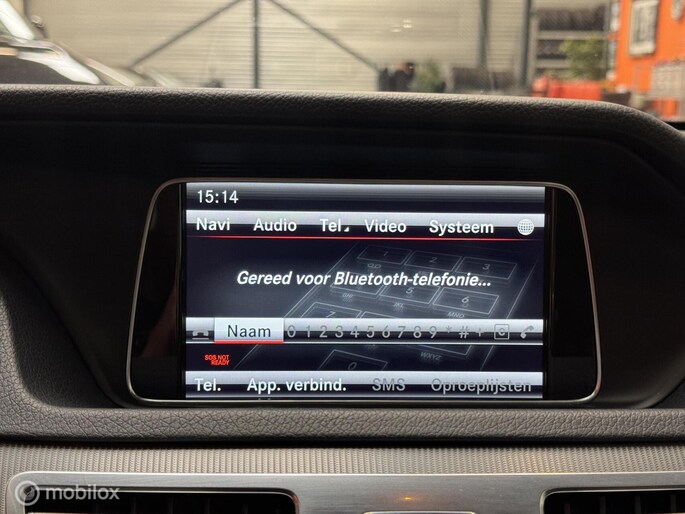 15:14
Navi Audio Tel Video Systeem
Gereed voor Bluetooth-telefonie...
Naam 0 1 2 3 4 5 6 7 8 9 * # +
SOS NOT
READY
Tel. App. verbind. SMS Oproeplijsten
mobilox